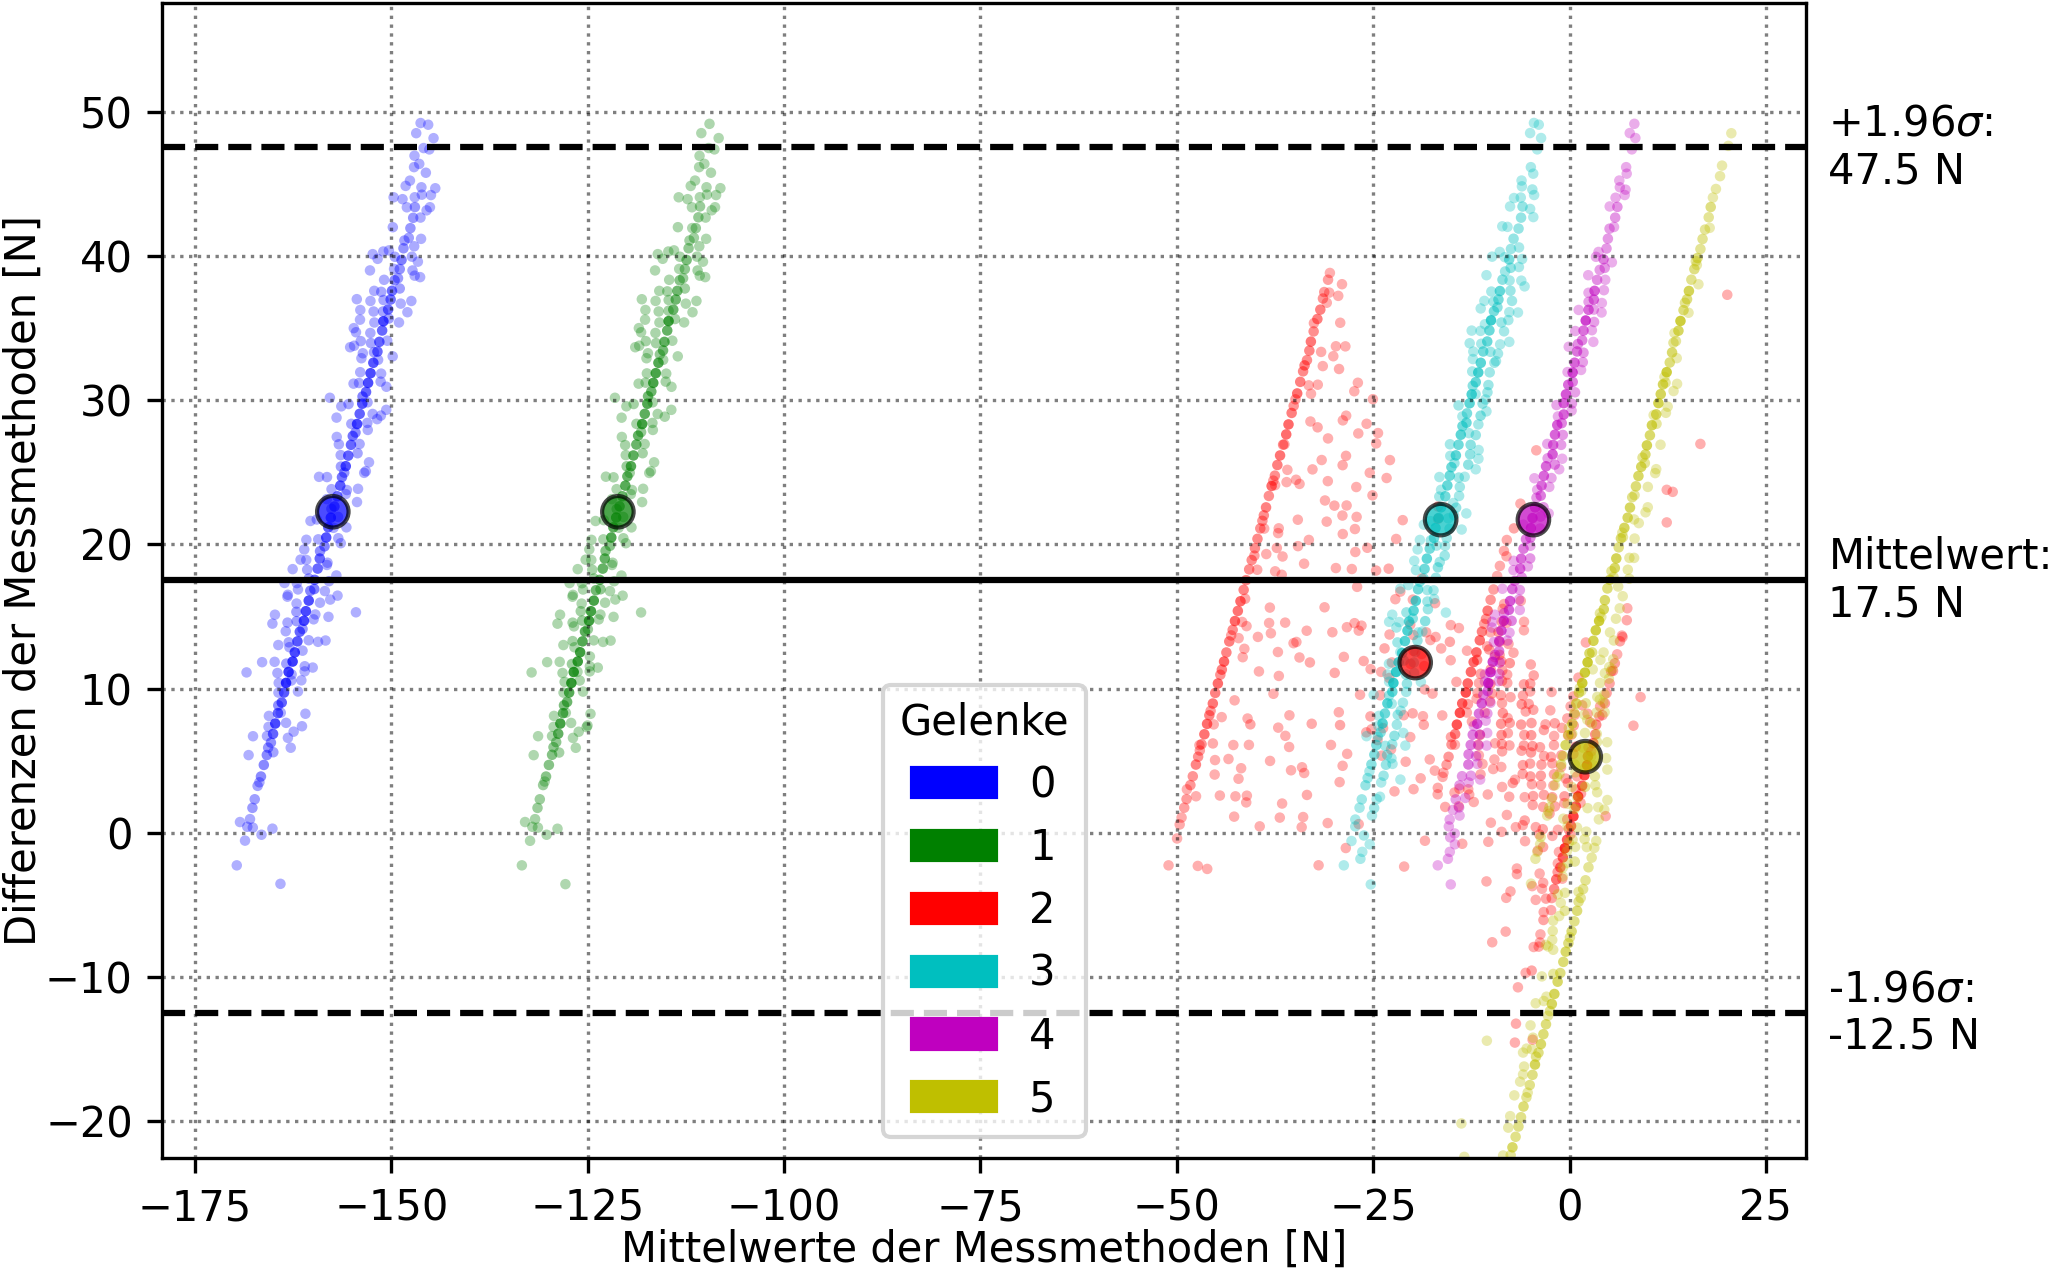 Differenzen der Messmethoden [N]
50
40
30
20
10
0
−10
−20
+1.96σ:
47.5 N
Mittelwert:
17.5 N
-1.96σ:
-12.5 N
Gelenke
0
1
2
3
4
5
−175
−150
−125
−100
−75
−50
−25
0
25
Mittelwerte der Messmethoden [N]